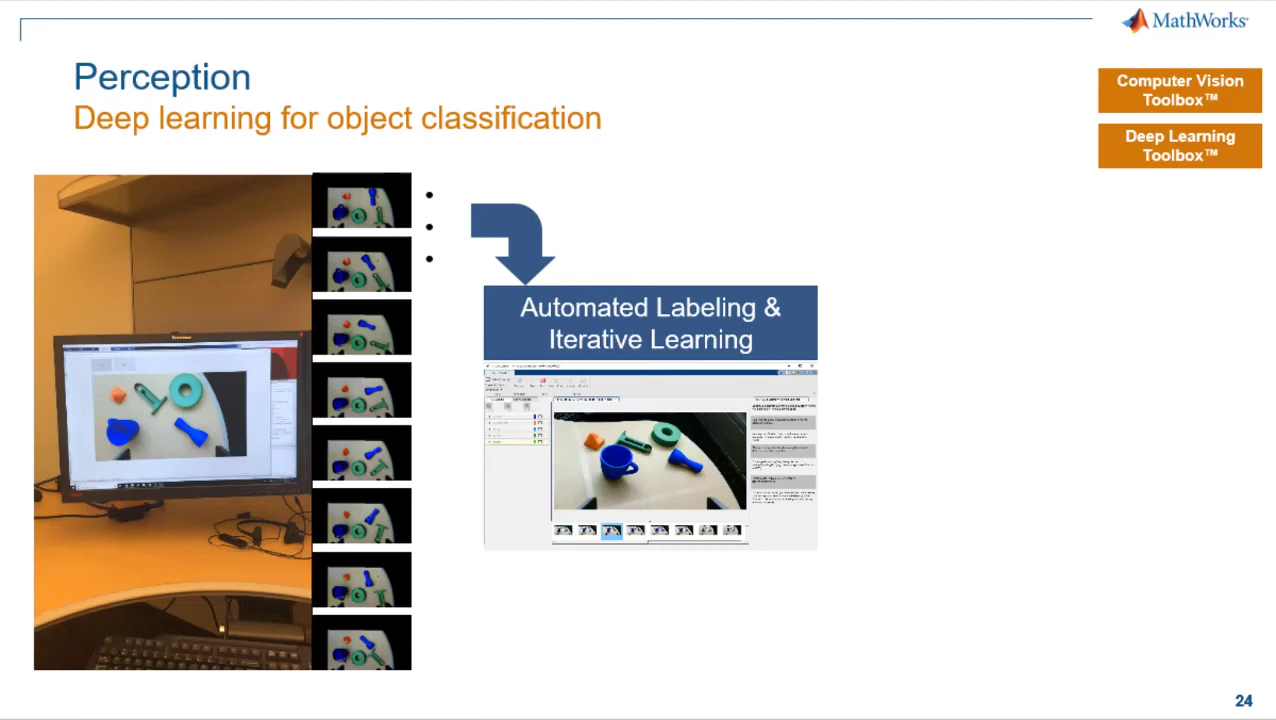 MathWorks®
Perception
Deep learning for object classification
Computer Vision
Toolbox™
Deep Learning
Toolbox™
Automated Labeling &
Iterative Learning
24